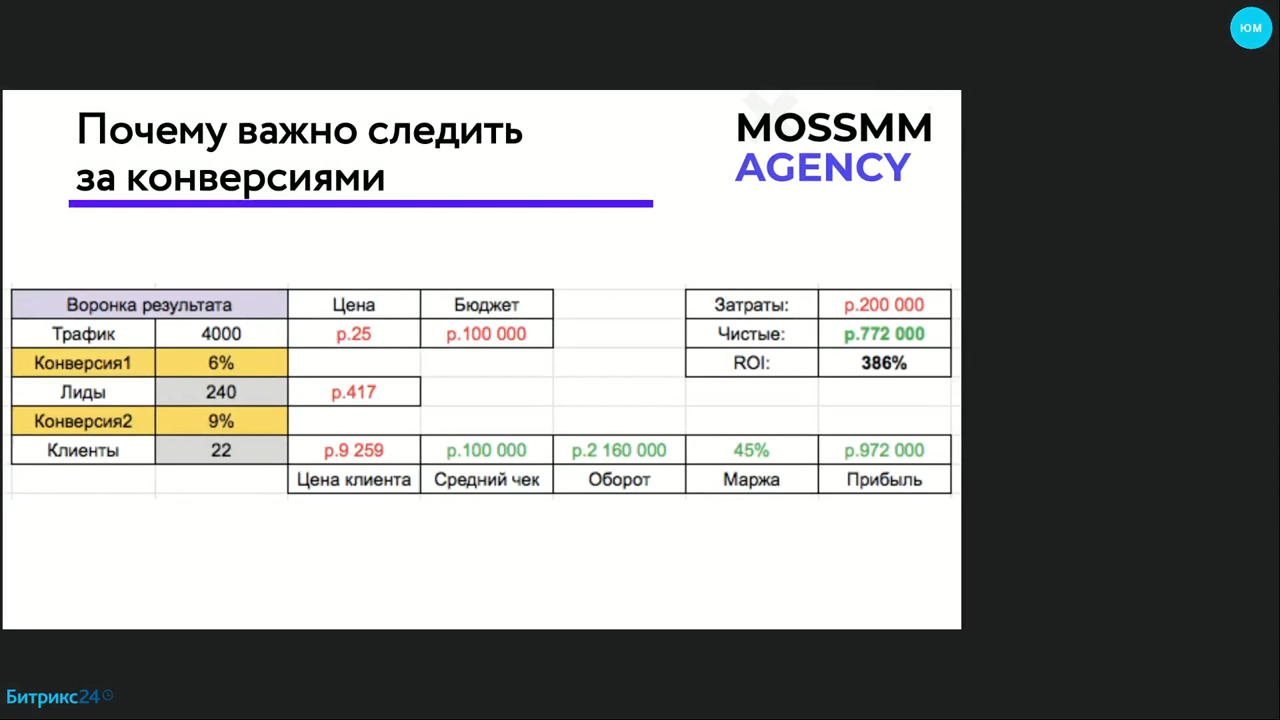 ЮМ
Почему важно следить
за конверсиями
MOSSMM
AGENCY
Воронка результата Цена Бюджет Затраты: р.200 000
Трафик 4000 р.25 р.100 000 Чистые: р.772 000
Конверсия1 6% ROI: 386%
Лиды 240 р.417
Конверсия2 9%
Клиенты 22 р.9 259 р.100 000 р.2 160 000 45% р.972 000
Цена клиента Средний чек Оборот Маржа Прибыль
Битрикс24